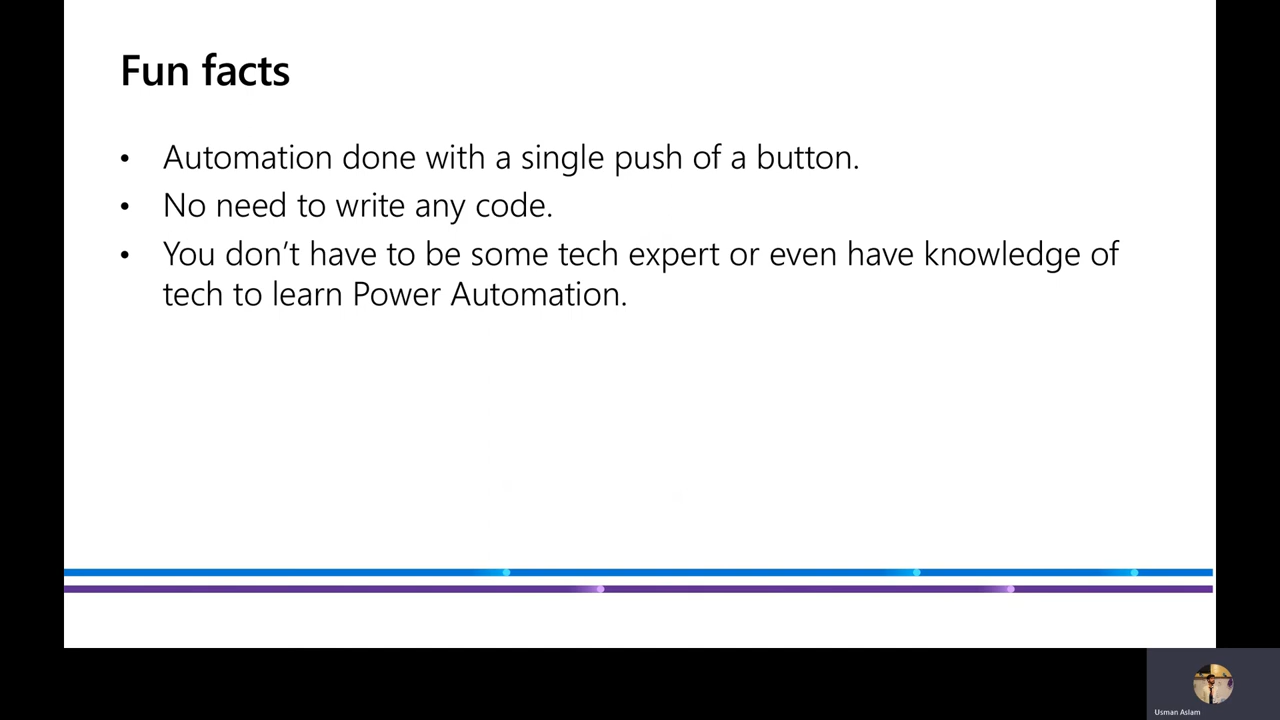 Fun facts
• Automation done with a single push of a button.
• No need to write any code.
• You don’t have to be some tech expert or even have knowledge of
tech to learn Power Automation.
Usman Aslam